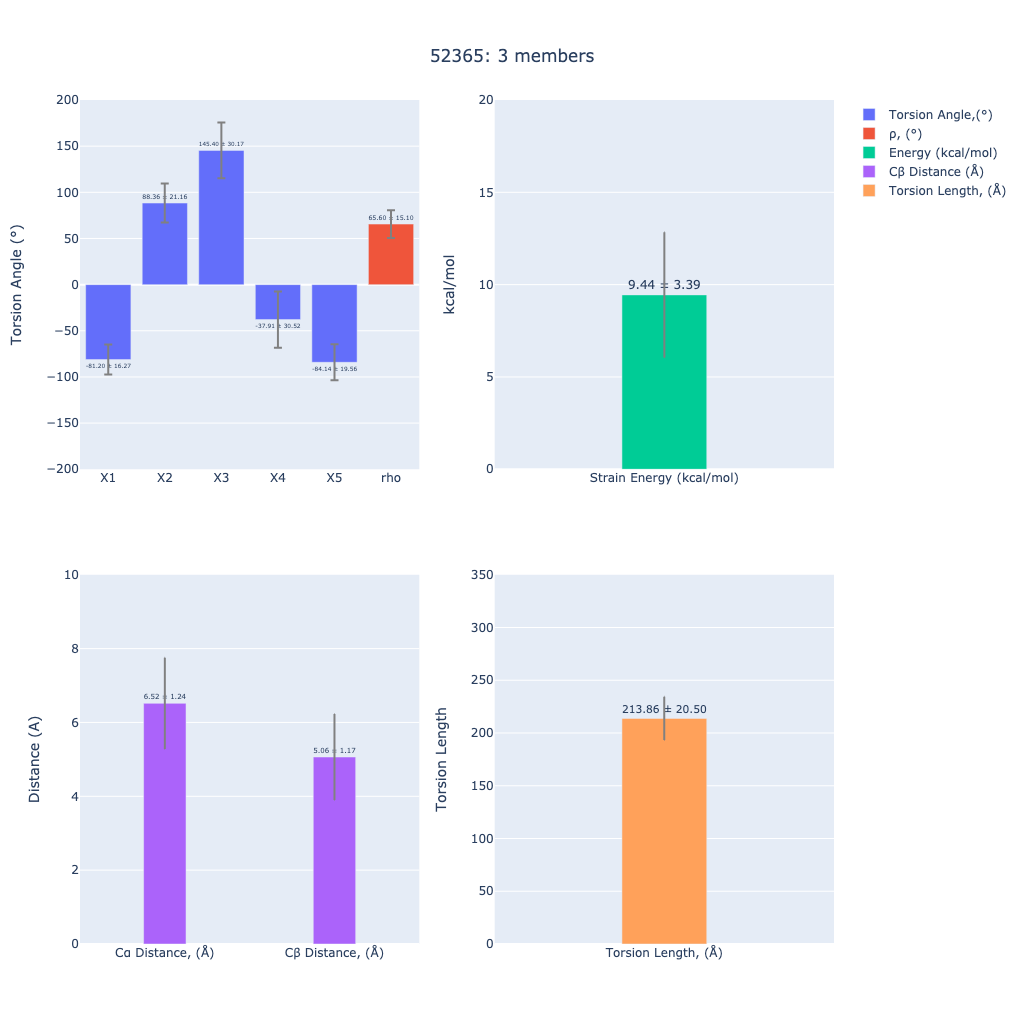 52365: 3 members
Torsion Angle (°)
200
150
100
50
0
−50
−100
−150
−200
-81.20 ± 16.27
88.36 ± 21.16
145.40 ± 30.17
-37.91 ± 30.52
-84.14 ± 19.56
65.60 ± 15.10
X1 X2 X3 X4 X5 rho
kcal/mol
20
15
10
5
0
9.44 ± 3.39
Strain Energy (kcal/mol)
Torsion Angle,(°)
ρ, (°)
Energy (kcal/mol)
Cβ Distance (Å)
Torsion Length, (Å)
Distance (A)
10
8
6
4
2
0
6.52 ± 1.24
5.06 ± 1.17
Cα Distance, (Å) Cβ Distance, (Å)
Torsion Length
350
300
250
200
150
100
50
0
213.86 ± 20.50
Torsion Length, (Å)